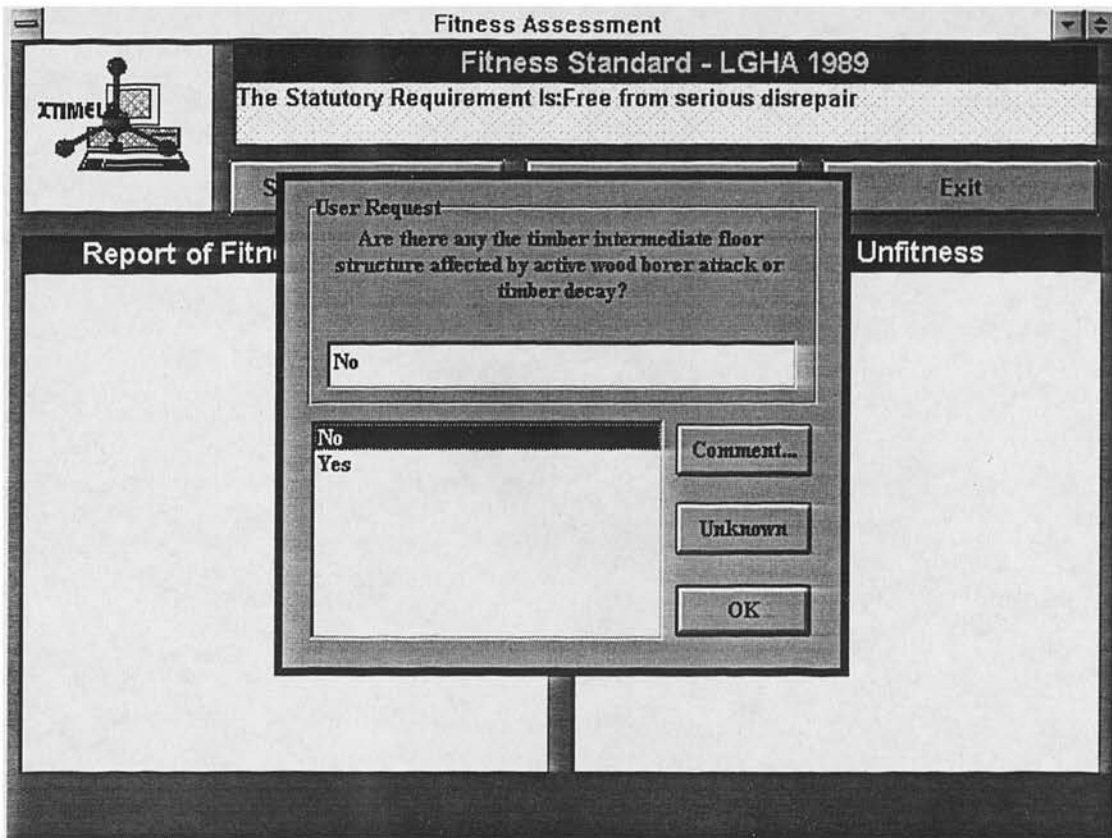 Fitness Assessment
XTIMEL
Fitness Standard - LGHA 1989
The Statutory Requirement Is:Free from serious disrepair
S
Exit
Report of Fitn
Unfitness
User Request
Are there any the timber intermediate floor
structure affected by active wood borer attack or
timber decay?
No
No
Yes
Comment...
Unknown
OK